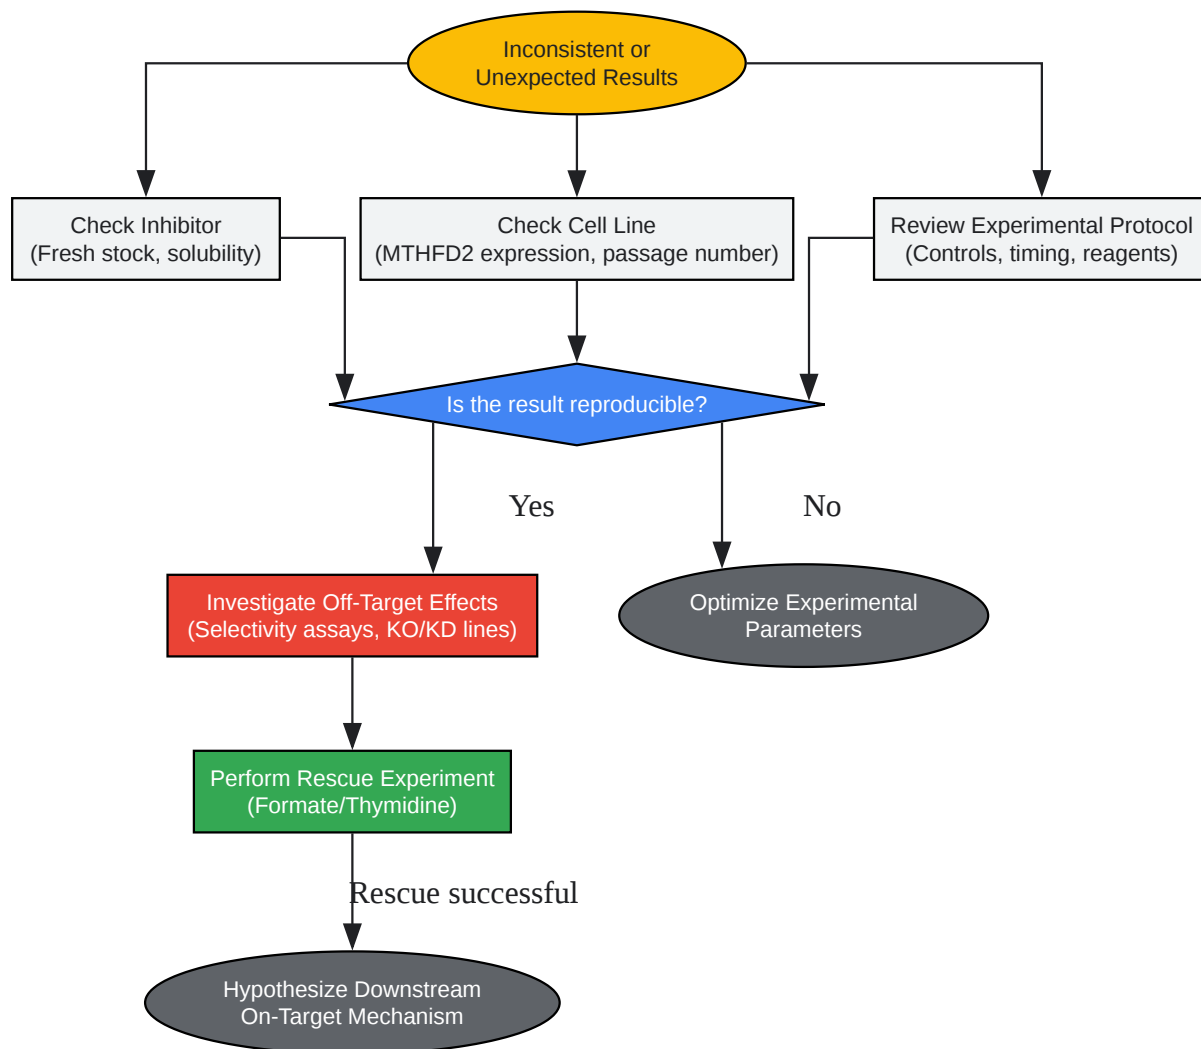 Inconsistent or
Unexpected Results
Check Inhibitor
(Fresh stock, solubility)
Check Cell Line
(MTHFD2 expression, passage number)
Review Experimental Protocol
(Controls, timing, reagents)
Is the result reproducible?
Yes
No
Investigate Off-Target Effects
(Selectivity assays, KO/KD lines)
Optimize Experimental
Parameters
Perform Rescue Experiment
(Formate/Thymidine)
Rescue successful
Hypothesize Downstream
On-Target Mechanism